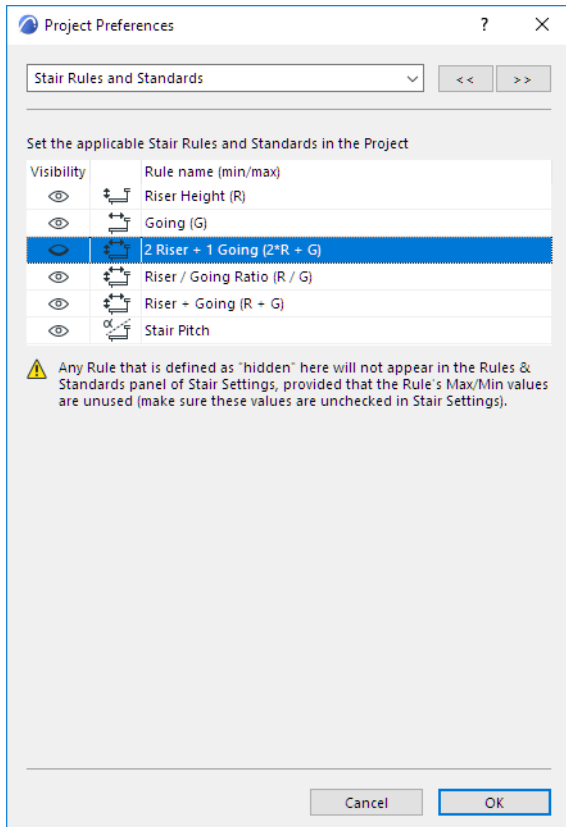 Project Preferences
?
Stair Rules and Standards
<<
>>
Set the applicable Stair Rules and Standards in the Project
Visibility Rule name (min/max)
Riser Height (R)
Going (G)
2 Riser + 1 Going (2*R + G)
Riser / Going Ratio (R / G)
Riser + Going (R + G)
α Stair Pitch
Any Rule that is defined as "hidden" here will not appear in the Rules &
Standards panel of Stair Settings, provided that the Rule's Max/Min values
are unused (make sure these values are unchecked in Stair Settings).
Cancel
OK